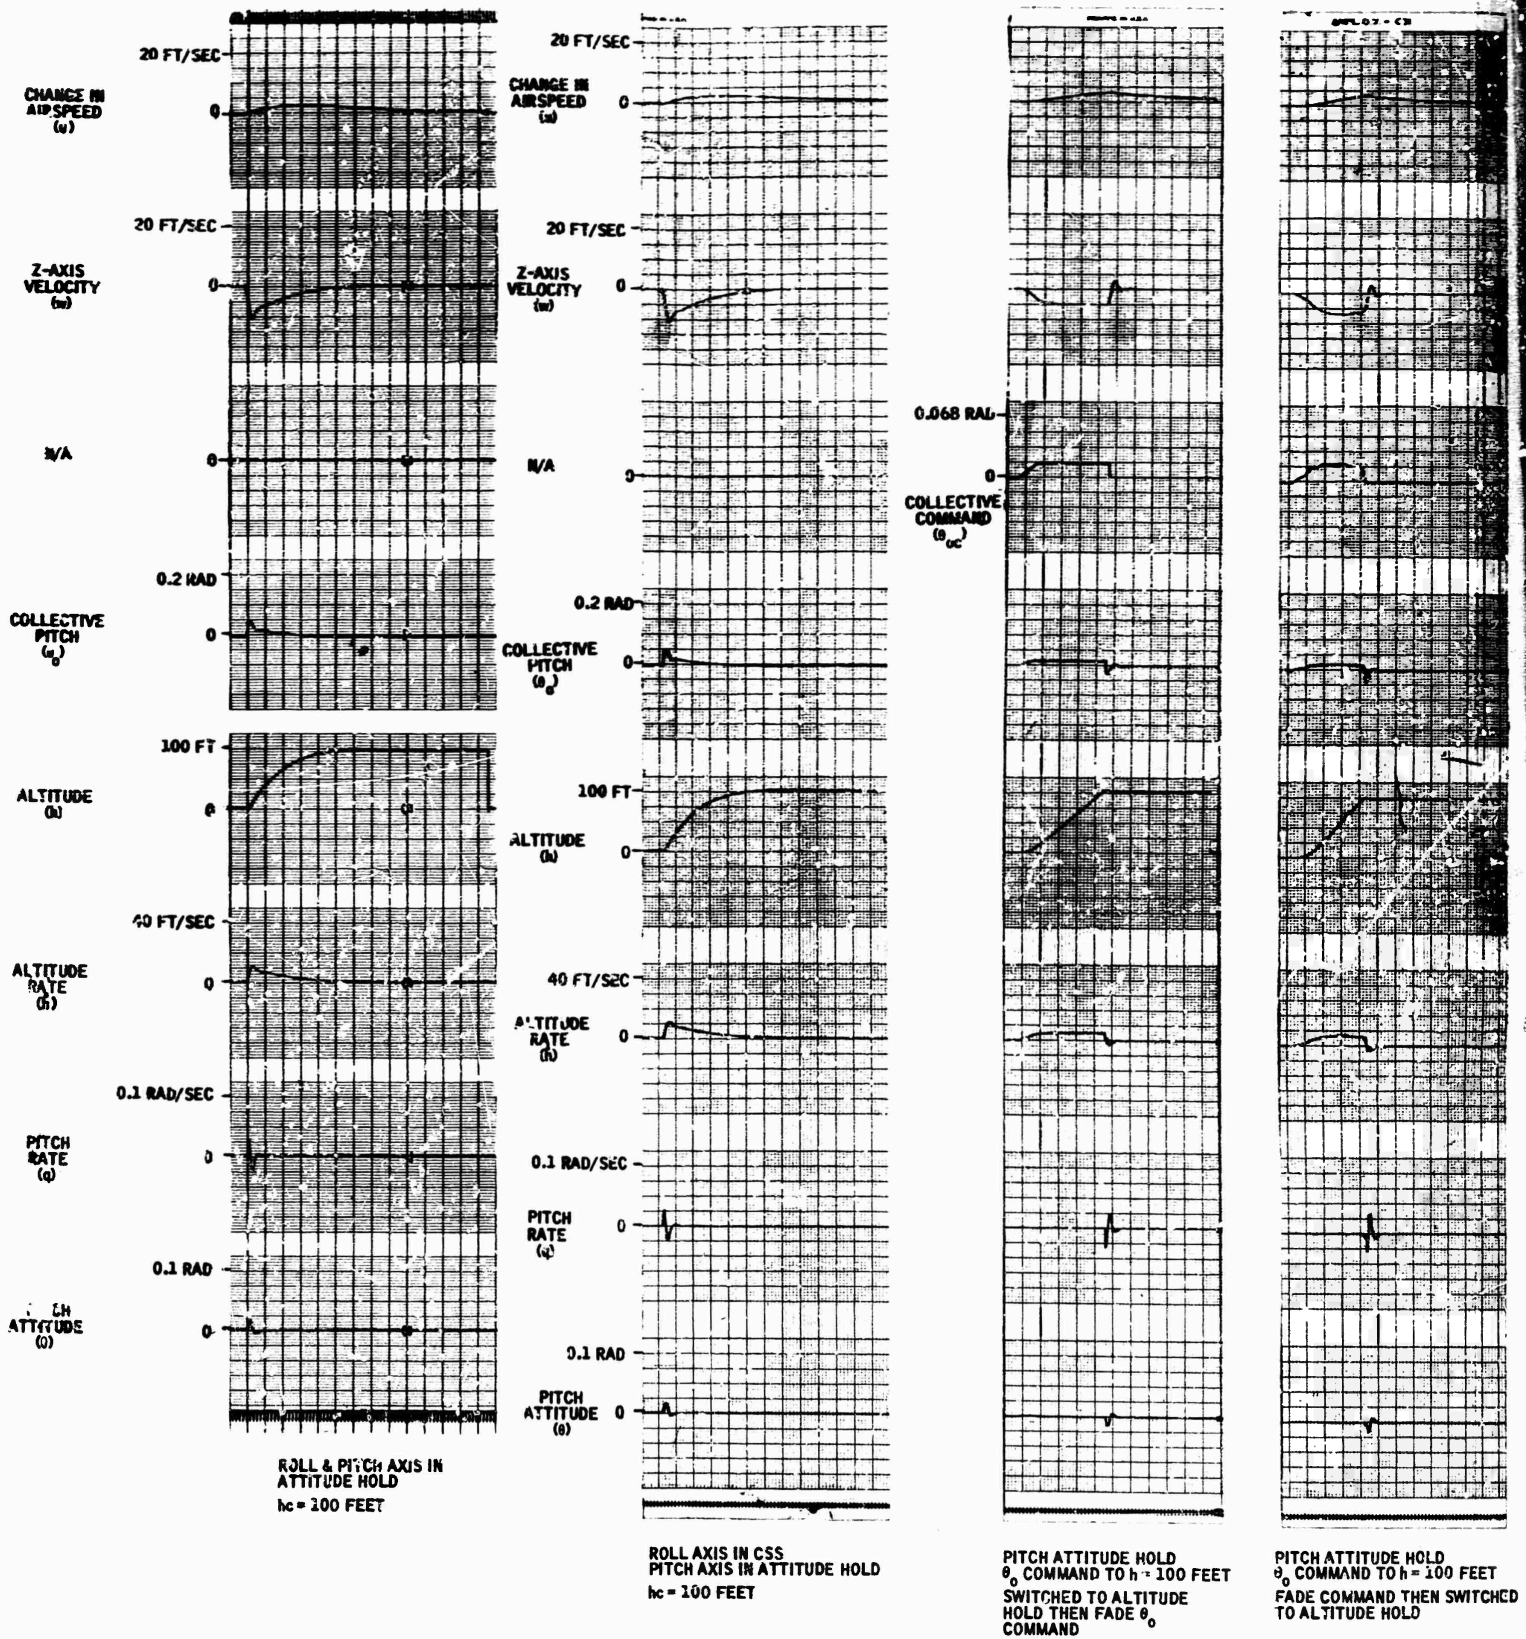 20 FT/SEC
CHANGE IN
AIRSPEED
(u)
0
20 FT/SEC
Z-AXIS
VELOCITY
(w)
0
N/A
0
0.2 RAD
COLLECTIVE
PITCH
0
100 FT
ALTITUDE
(h)
0
40 FT/SEC
ALTITUDE
RATE
(ḣ)
0
0.1 RAD/SEC
PITCH
RATE
(q)
0
0.1 RAD
ATTITUDE
(θ)
0
ROLL & PITCH AXIS IN
ATTITUDE HOLD
hc = 100 FEET
20 FT/SEC
CHANGE IN
AIRSPEED
(u)
0
20 FT/SEC
Z-AXIS
VELOCITY
(w)
0
N/A
0
0.2 RAD
COLLECTIVE
PITCH
(θo)
0
100 FT
ALTITUDE
(h)
0
40 FT/SEC
ALTITUDE
RATE
(ḣ)
0
0.1 RAD/SEC
PITCH
RATE
(q)
0
0.1 RAD
PITCH
ATTITUDE
(θ)
0
ROLL AXIS IN CSS
PITCH AXIS IN ATTITUDE HOLD
hc = 100 FEET
0.068 RAD
0
COLLECTIVE
COMMAND
(θoc)
PITCH ATTITUDE HOLD
θo COMMAND TO h = 100 FEET
SWITCHED TO ALTITUDE
HOLD THEN FADE θo
COMMAND
PITCH ATTITUDE HOLD
θo COMMAND TO h = 100 FEET
FADE COMMAND THEN SWITCHED
TO ALTITUDE HOLD